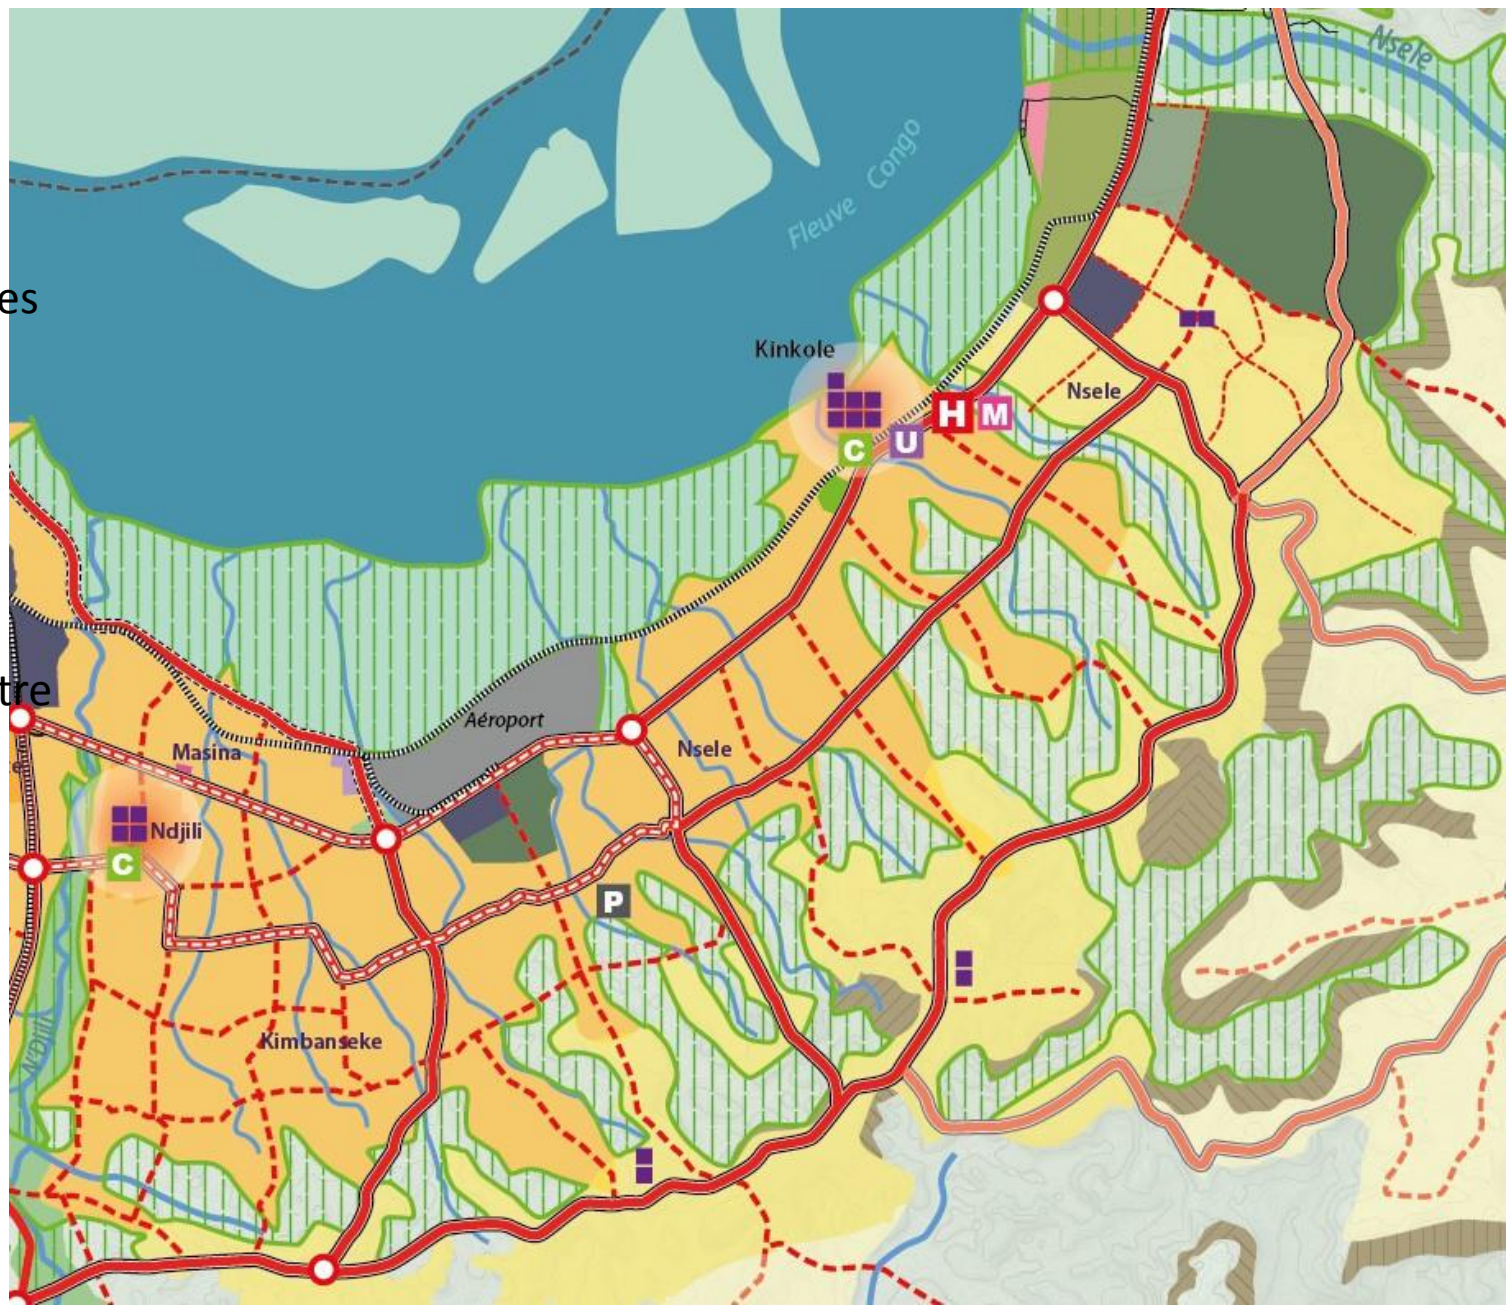 Nsele
Fleuve Congo
es
Kinkole
Nsele
H
M
U
C
tre
Aéroport
Nsele
Masina
e
Ndjili
C
P
Kimbanseke
N'Djili